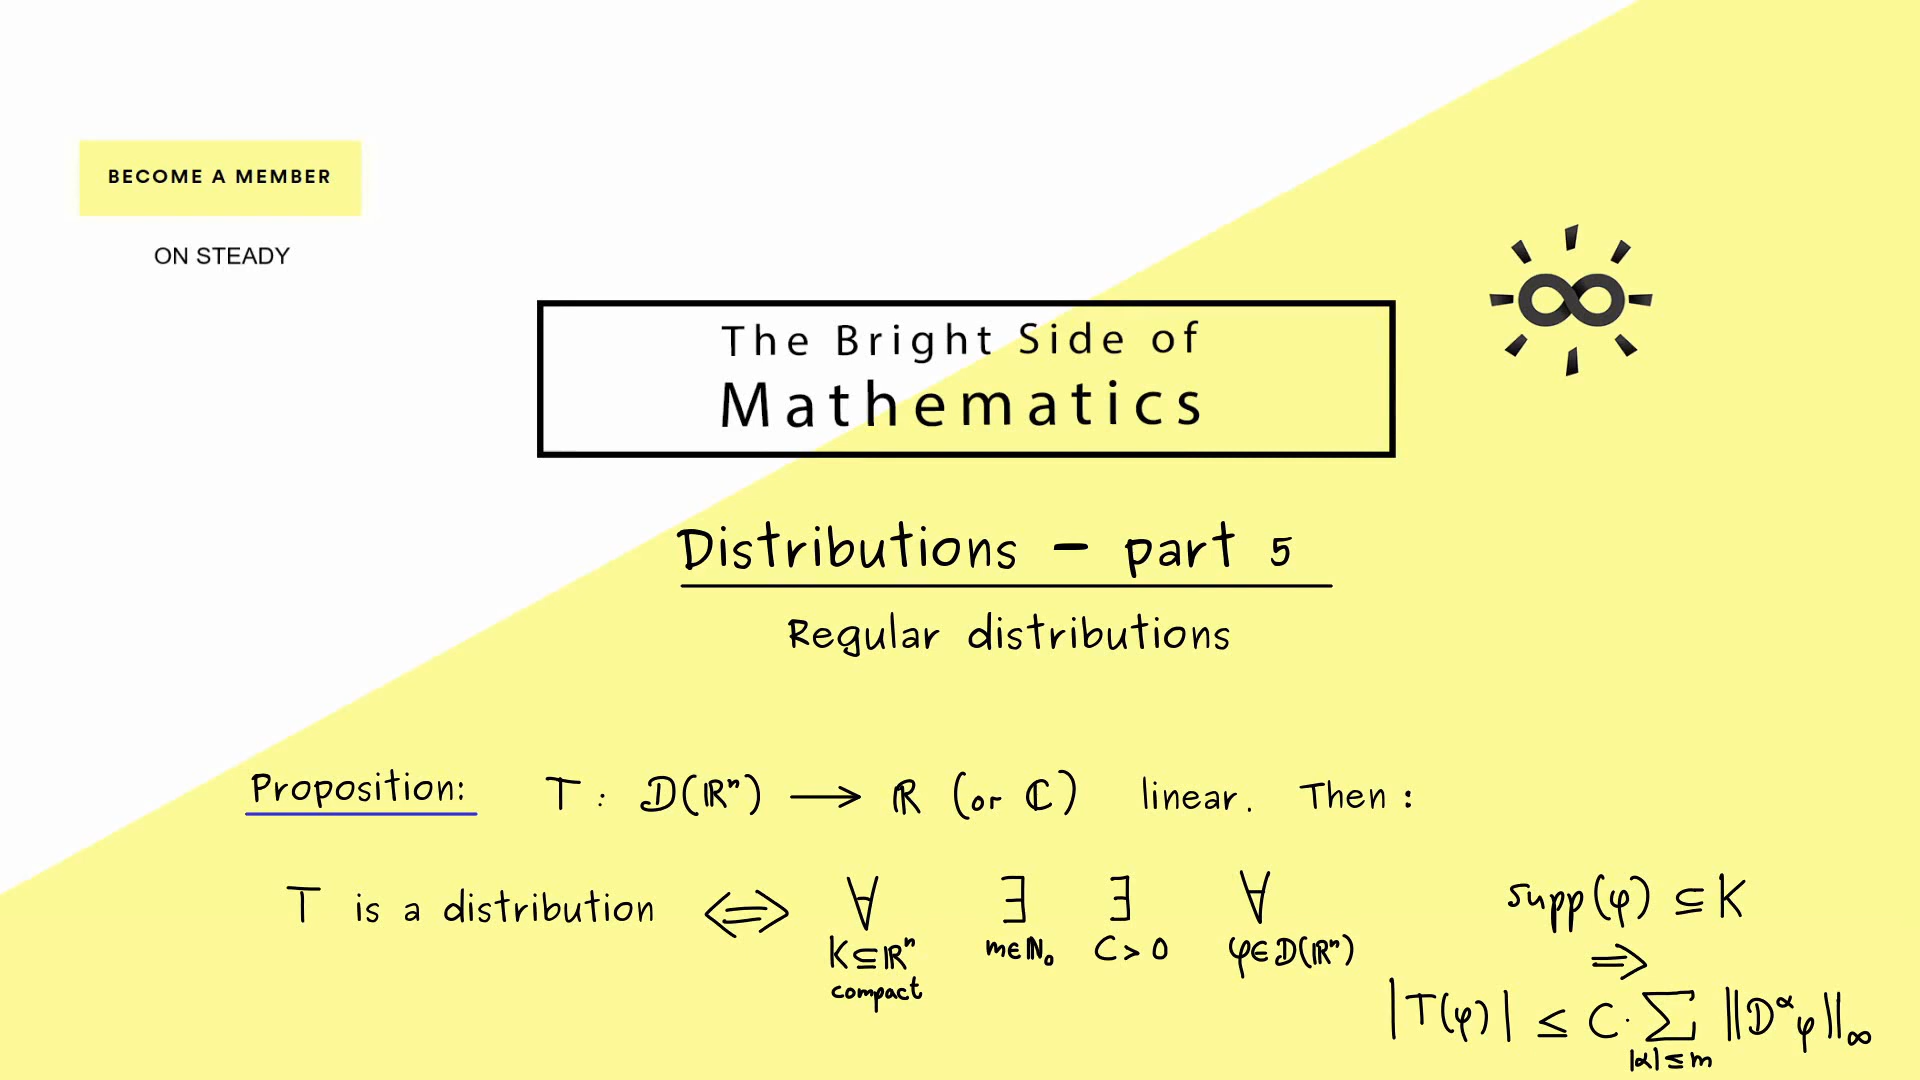 BECOME A MEMBER
ON STEADY
The Bright Side of
Mathematics
Distributions – part 5
Regular distributions
Proposition: T: 𝒟(ℝⁿ) ⟶ ℝ (or ℂ) linear. Then:
T is a distribution ⟺ ∀ ∃ ∃ ∀ supp(φ) ⊆ K
K⊆ℝⁿ m∈ℕ₀ C > 0 φ∈𝒟(ℝⁿ) ⟹
compact
|T(φ)| ≤ C · ∑ ‖D^α φ‖_∞
|α| ≤ m